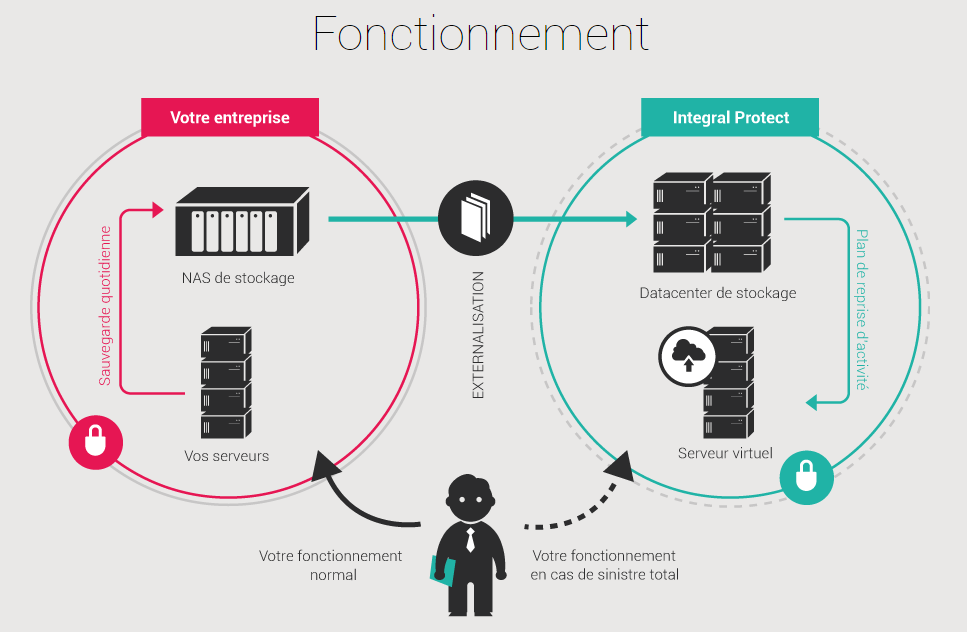 Fonctionnement
Votre entreprise
Integral Protect
Sauvegarde quotidienne
NAS de stockage
Vos serveurs
EXTERNALISATION
Datacenter de stockage
Plan de reprise d'activité
Serveur virtuel
Votre fonctionnement
normal
Votre fonctionnement
en cas de sinistre total